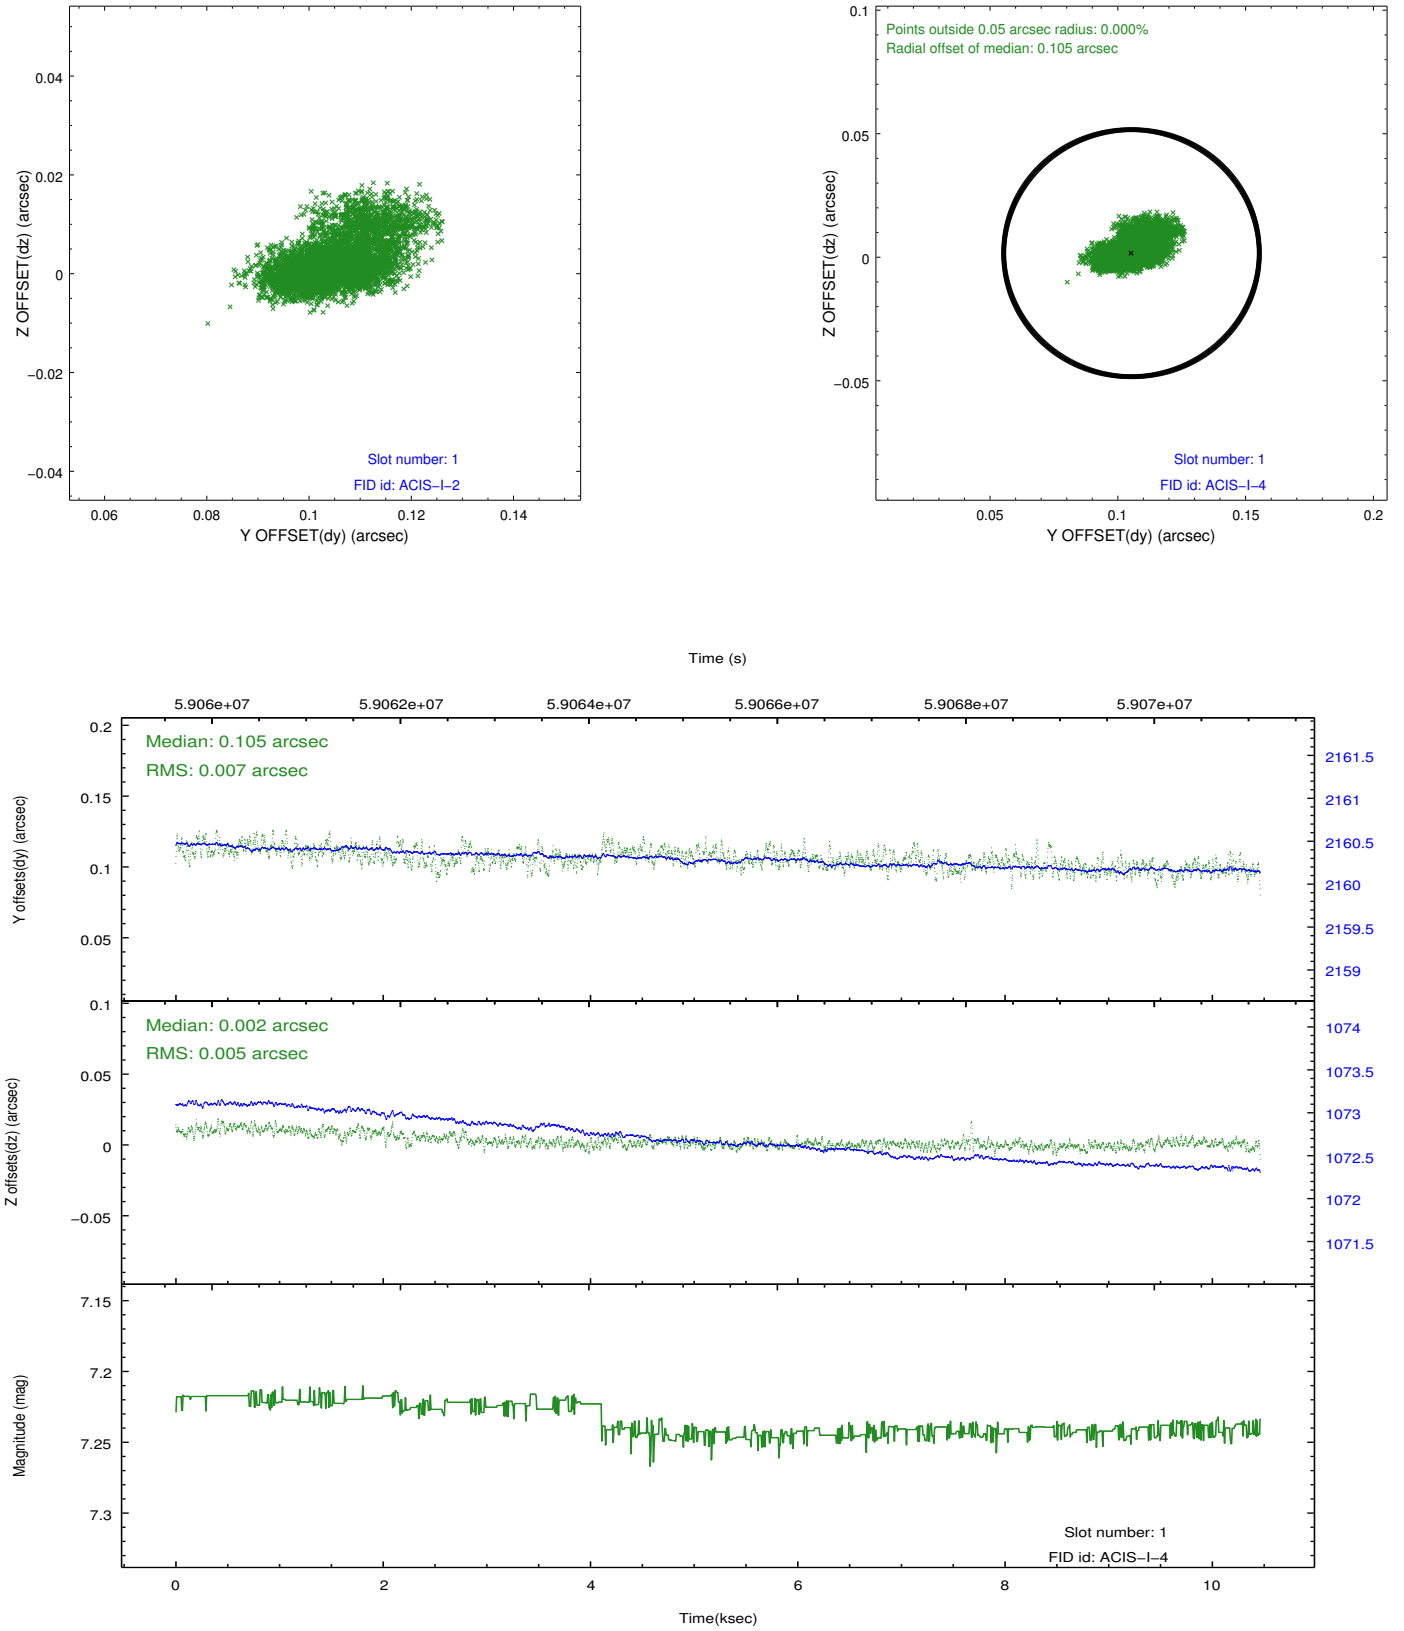 0.04
0.02
0
−0.02
−0.04
Z OFFSET(dz) (arcsec)
Slot number: 1
FID id: ACIS−I−2
0.06 0.08 0.1 0.12 0.14
Y OFFSET(dy) (arcsec)
0.1
0.05
0
−0.05
Z OFFSET(dz) (arcsec)
Points outside 0.05 arcsec radius: 0.000%
Radial offset of median: 0.105 arcsec
Slot number: 1
FID id: ACIS−I−4
0.05 0.1 0.15 0.2
Y OFFSET(dy) (arcsec)
Time (s)
5.906e+07 5.9062e+07 5.9064e+07 5.9066e+07 5.9068e+07 5.907e+07
0.2
0.15
0.1
0.05
Y offsets(dy) (arcsec)
Median: 0.105 arcsec
RMS: 0.007 arcsec
2161.5
2161
2160.5
2160
2159.5
2159
0.1
0.05
0
−0.05
Z offsets(dz) (arcsec)
Median: 0.002 arcsec
RMS: 0.005 arcsec
1074
1073.5
1073
1072.5
1072
1071.5
7.15
7.2
7.25
7.3
Magnitude (mag)
Slot number: 1
FID id: ACIS−I−4
0 2 4 6 8 10
Time(ksec)